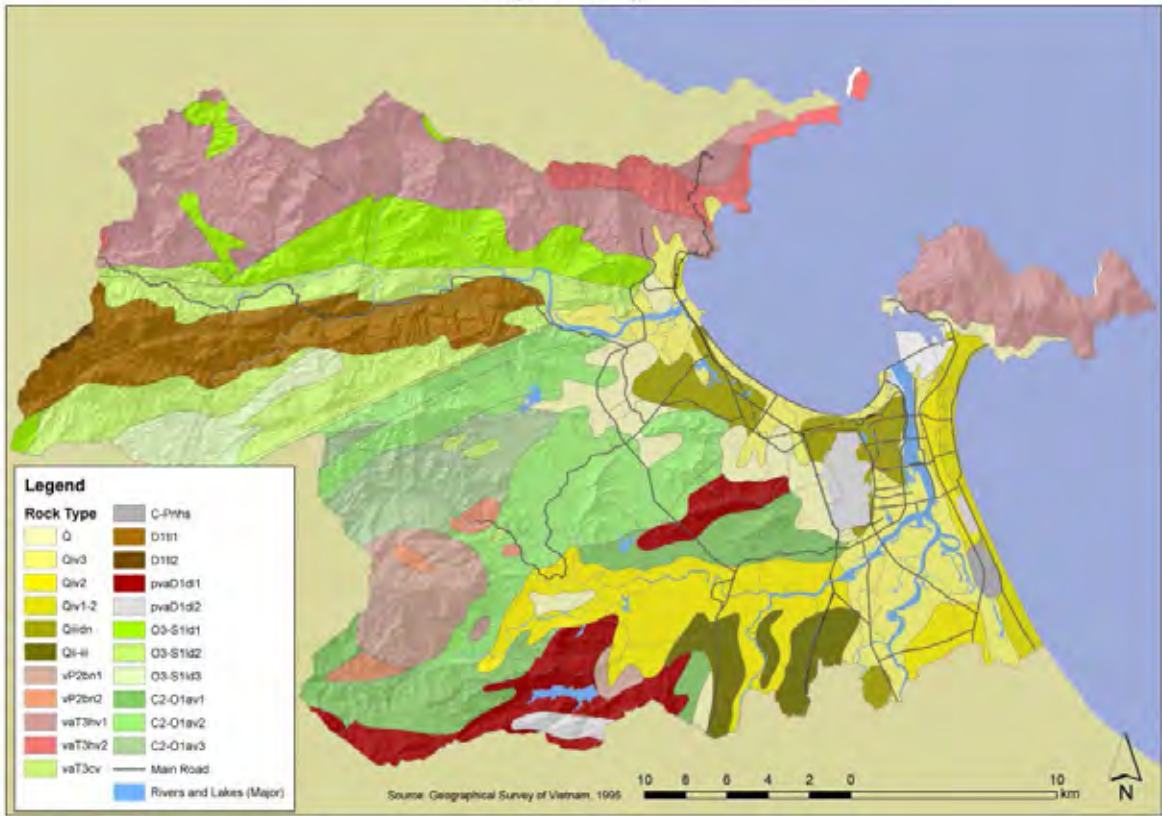 Legend
Rock Type
Q
Qiv3
Qiv2
Qiv1-2
Qiiidn
Qii-iii
vP2bn1
vP2bn2
vaT3hv1
vaT3hv2
vaT3cv
C-Pnhs
D1tl1
D1tl2
pvaD1dl1
pvaD1dl2
O3-S1ld1
O3-S1ld2
O3-S1ld3
C2-O1av1
C2-O1av2
C2-O1av3
Main Road
Rivers and Lakes (Major)
Source: Geographical Survey of Vietnam, 1995
10 8 6 4 2 0 10
km
N